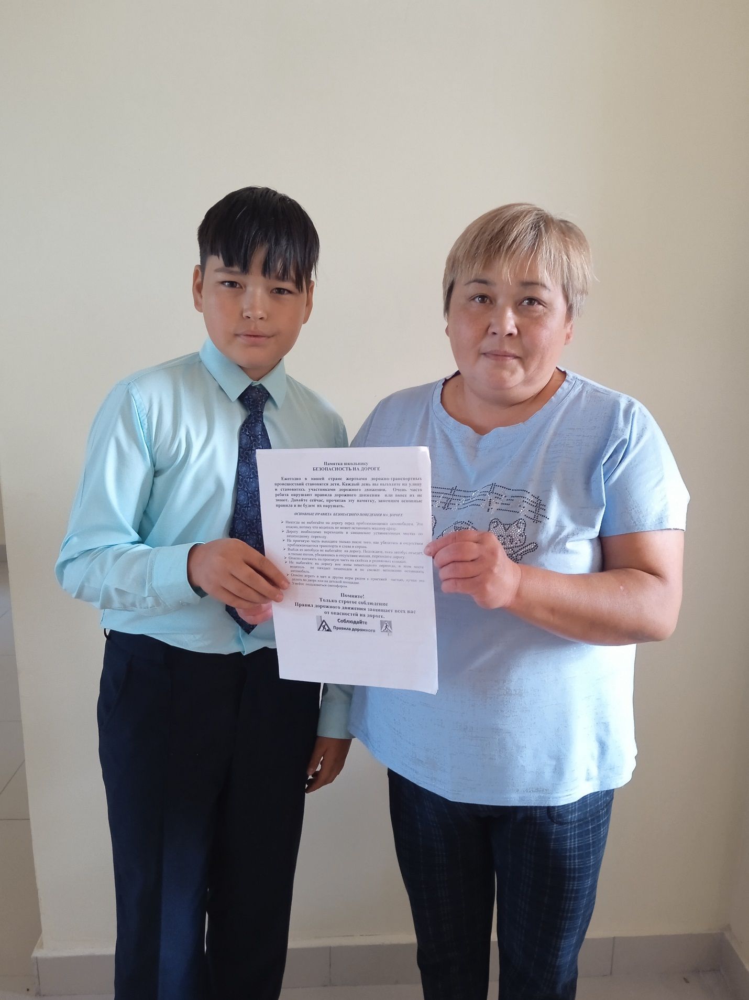 Памятка школьнику
БЕЗОПАСНОСТЬ НА ДОРОГЕ
Ежегодно в нашей стране жертвами дорожно-транспортных
происшествий становятся дети. Каждый день вы выходите на улицу
и становитесь участниками дорожного движения. Очень часто
ребята нарушают правила дорожного движения или вовсе их не
знают. Давайте сейчас, прочитав эту памятку, запомним основные
правила и не будем их нарушать.
ОСНОВНЫЕ ПРАВИЛА БЕЗОПАСНОГО ПОВЕДЕНИЯ НА ДОРОГЕ
Никогда не выбегайте на дорогу перед приближающимся автомобилем. Это
опасно, потому что водитель не может остановить машину сразу.
Дорогу необходимо переходить в специально установленных местах по
пешеходному переходу.
На проезжую часть выходите только после того, как убедитесь в отсутствии
приближающегося транспорта и слева и справа.
Выйдя из автобуса не выбегайте на дорогу. Подождите, пока автобус отъедет,
и только потом, убедившись в отсутствии машин, переходите дорогу.
Опасно выезжать на проезжую часть на скейтах и роликовых коньках.
Не выбегайте на дорогу вне зоны пешеходного перехода, в этом месте
водитель не ожидает пешеходов и не сможет мгновенно остановить
автомобиль.
Опасно играть в мяч и другие игры рядом с проезжей частью, лучше это
делать во дворе или на детской площадке.
Умейте пользоваться светофором.
Помните!
Только строгое соблюдение
Правил дорожного движения защищает всех вас
от опасностей на дороге.
Соблюдайте
Правила дорожного